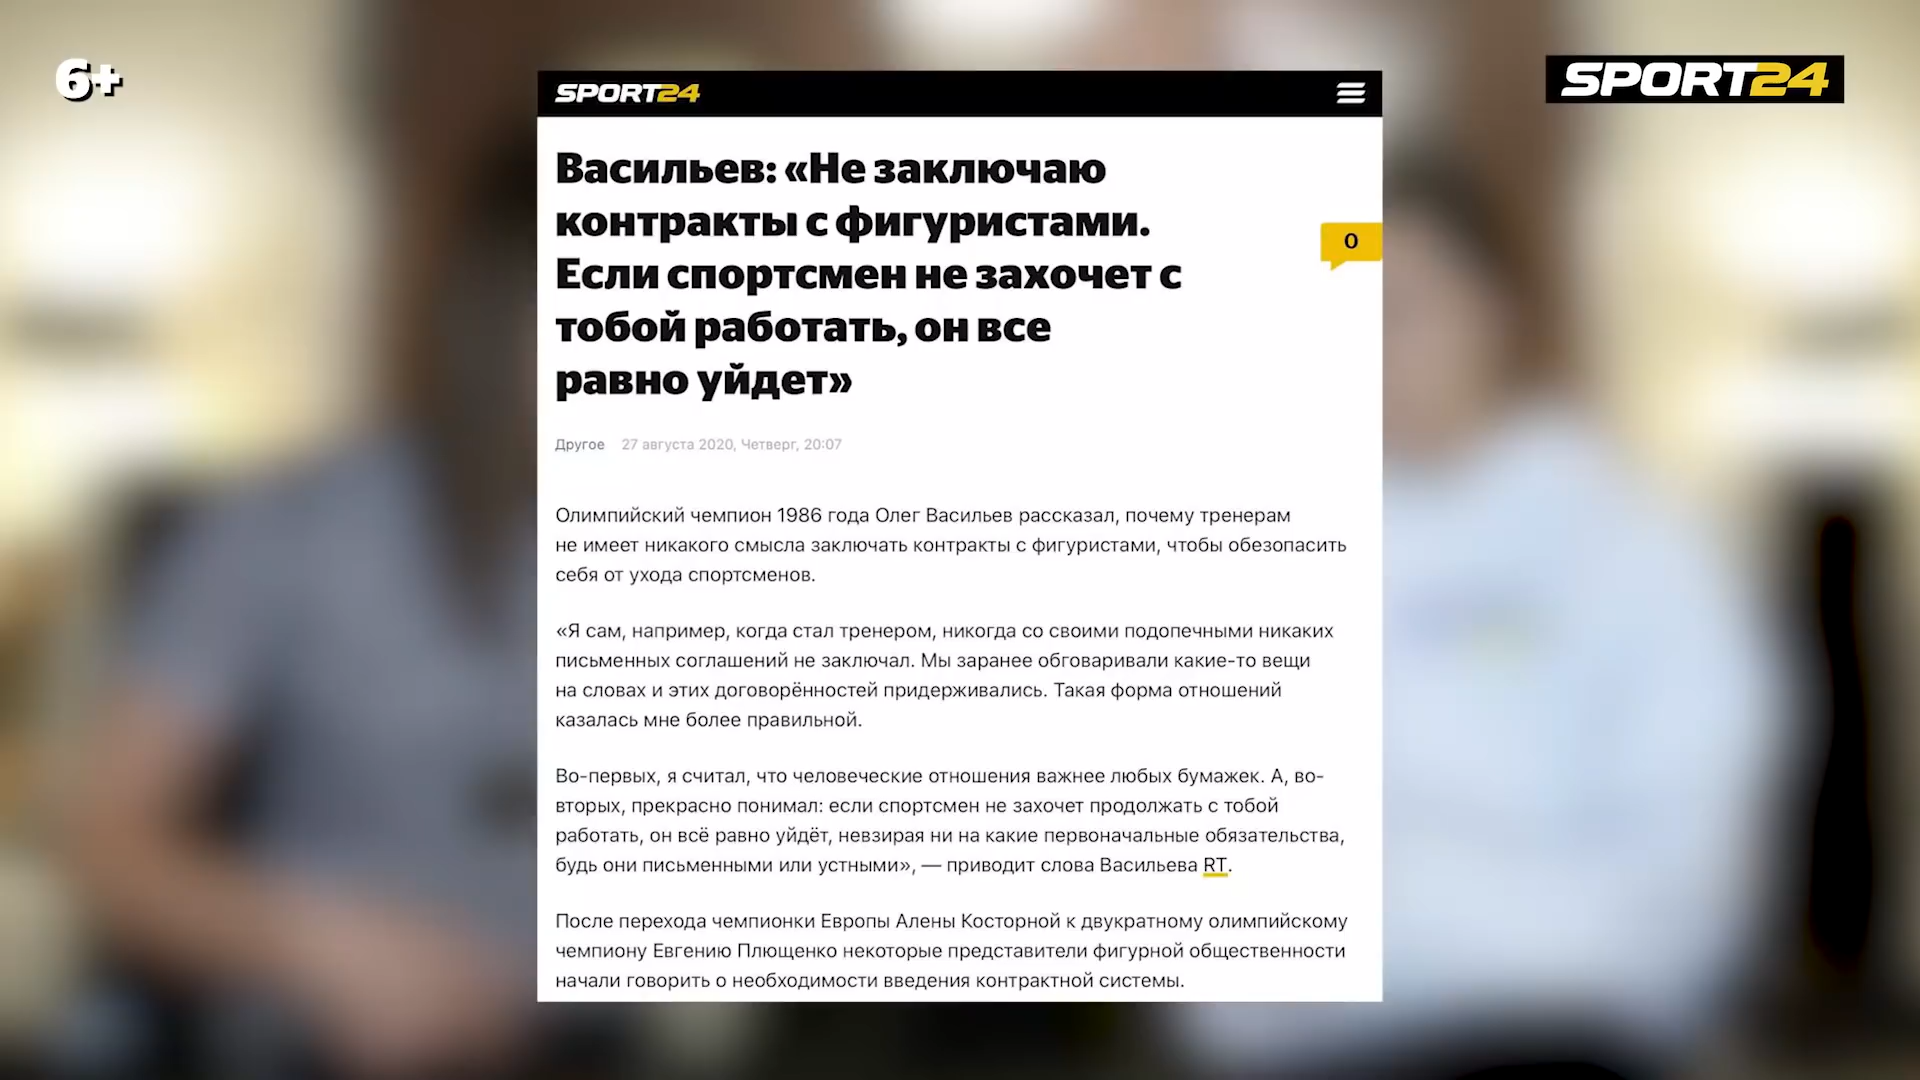 6+
SPORT24
SPORT24
Васильев: «Не заключаю
контракты с фигуристами.
Если спортсмен не захочет с
тобой работать, он все
равно уйдет»
0
Другое 27 августа 2020, Четверг, 20:07
Олимпийский чемпион 1986 года Олег Васильев рассказал, почему тренерам
не имеет никакого смысла заключать контракты с фигуристами, чтобы обезопасить
себя от ухода спортсменов.
«Я сам, например, когда стал тренером, никогда со своими подопечными никаких
письменных соглашений не заключал. Мы заранее обговаривали какие-то вещи
на словах и этих договорённостей придерживались. Такая форма отношений
казалась мне более правильной.
Во-первых, я считал, что человеческие отношения важнее любых бумажек. А, во-
вторых, прекрасно понимал: если спортсмен не захочет продолжать с тобой
работать, он всё равно уйдёт, невзирая ни на какие первоначальные обязательства,
будь они письменными или устными», — приводит слова Васильева RT.
После перехода чемпионки Европы Алены Косторной к двукратному олимпийскому
чемпиону Евгению Плющенко некоторые представители фигурной общественности
начали говорить о необходимости введения контрактной системы.